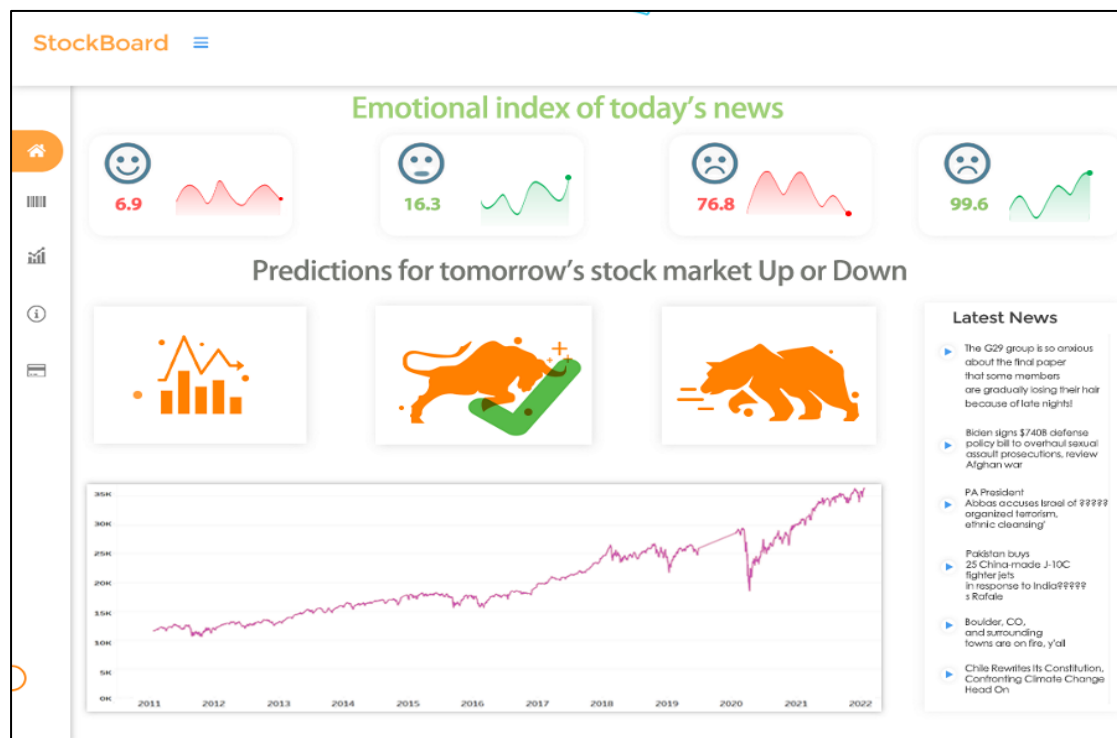 StockBoard
Emotional index of today's news
6.9
16.3
76.8
99.6
Predictions for tomorrow's stock market Up or Down
Latest News
The G29 group is so anxious
about the final paper
that some members
are gradually losing their hair
because of late nights!
Biden signs $740B defense
policy bill to overhaul sexual
assault prosecutions, review
Afghan war
PA President
Abbas accuses Israel of ?????
organized terrorism,
ethnic cleansing'
Pakistan buys
25 China-made J-10C
fighter jets
in response to India?????
s Rafale
Boulder, CO,
and surrounding
towns are on fire, y'all
Chile Rewrites Its Constitution,
Confronting Climate Change
Head On
35K
30K
25K
20K
15K
10K
5K
0K
2011 2012 2013 2014 2015 2016 2017 2018 2019 2020 2021 2022